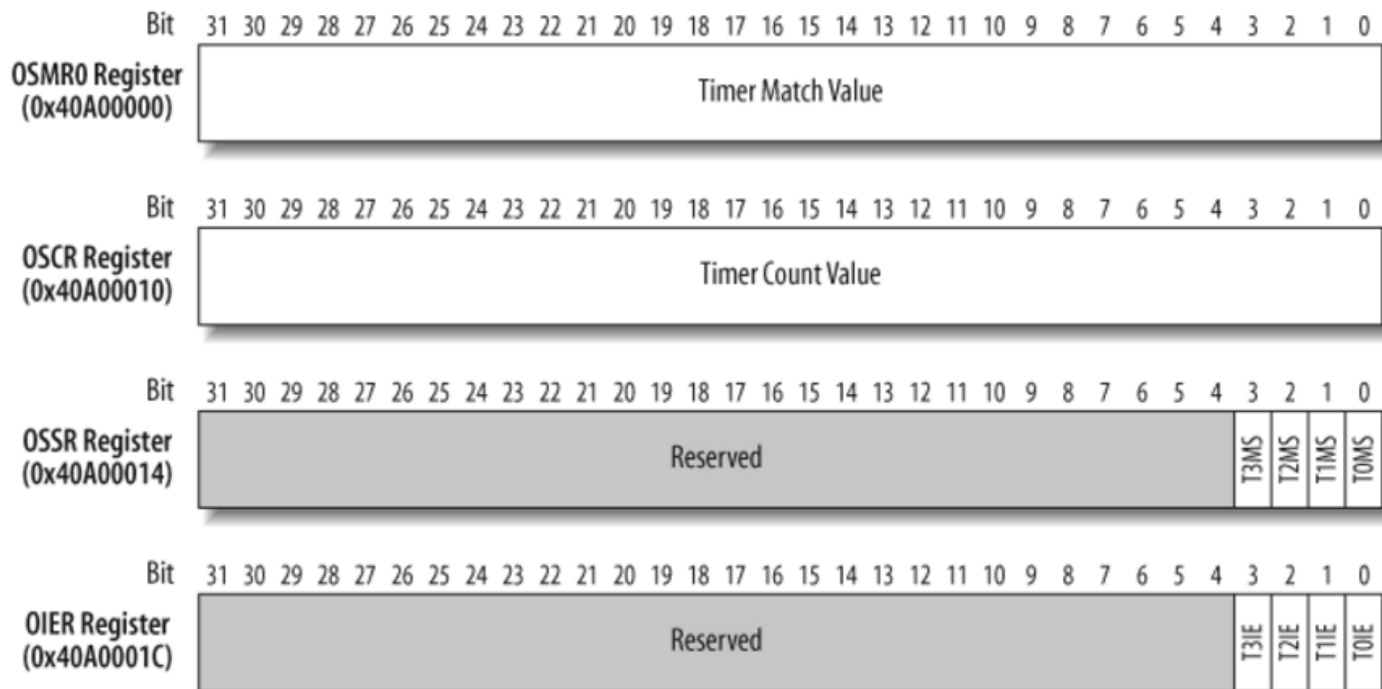 Bit 31 30 29 28 27 26 25 24 23 22 21 20 19 18 17 16 15 14 13 12 11 10 9 8 7 6 5 4 3 2 1 0
OSMR0 Register
(0x40A00000)
Timer Match Value
Bit 31 30 29 28 27 26 25 24 23 22 21 20 19 18 17 16 15 14 13 12 11 10 9 8 7 6 5 4 3 2 1 0
OSCR Register
(0x40A00010)
Timer Count Value
Bit 31 30 29 28 27 26 25 24 23 22 21 20 19 18 17 16 15 14 13 12 11 10 9 8 7 6 5 4 3 2 1 0
OSSR Register
(0x40A00014)
Reserved
T3MS
T2MS
T1MS
T0MS
Bit 31 30 29 28 27 26 25 24 23 22 21 20 19 18 17 16 15 14 13 12 11 10 9 8 7 6 5 4 3 2 1 0
OIER Register
(0x40A0001C)
Reserved
T3IE
T2IE
T1IE
T0IE